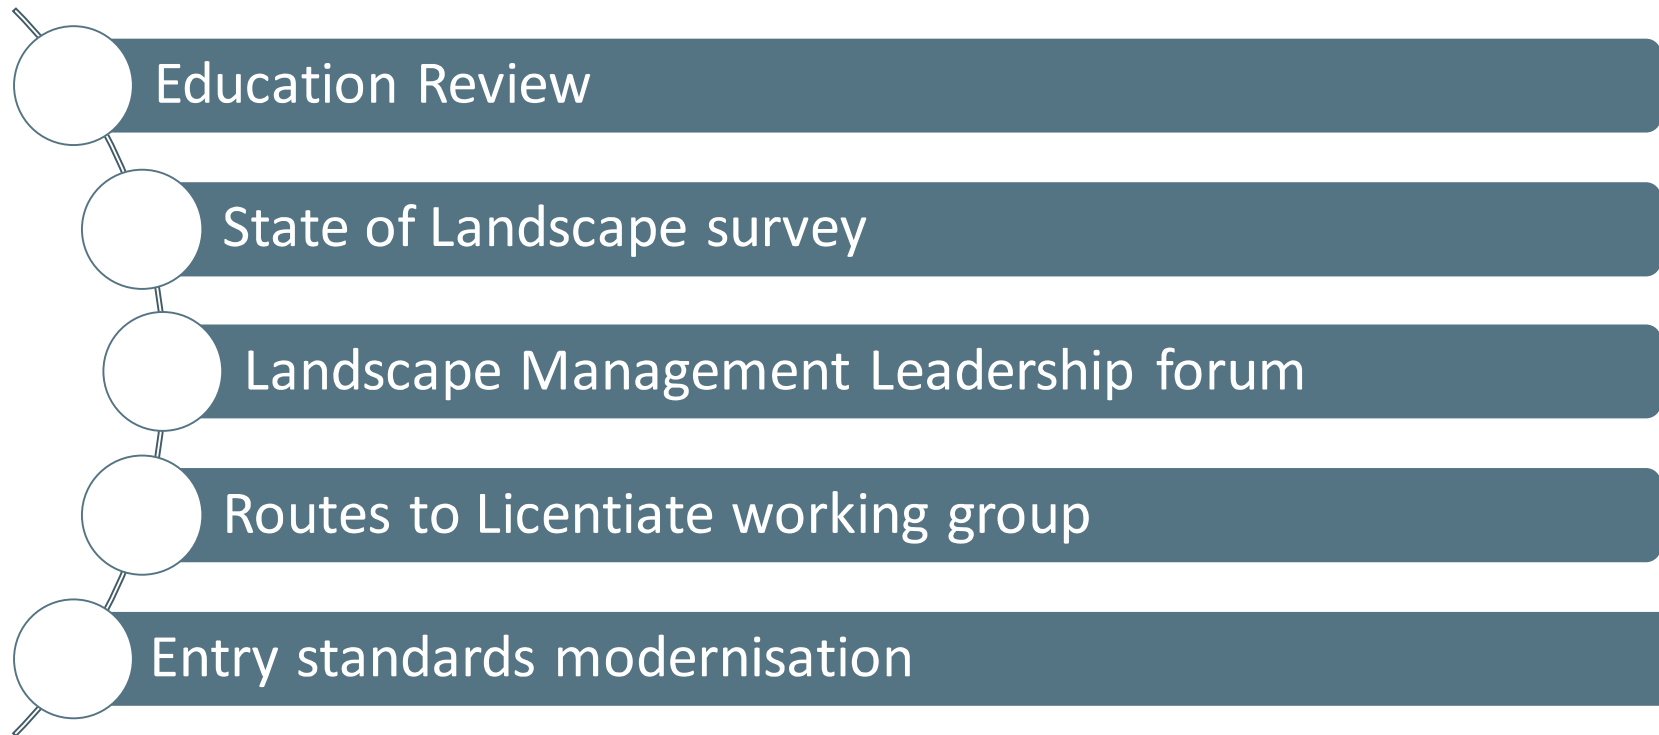 Education Review
State of Landscape survey
Landscape Management Leadership forum
Routes to Licentiate working group
Entry standards modernisation